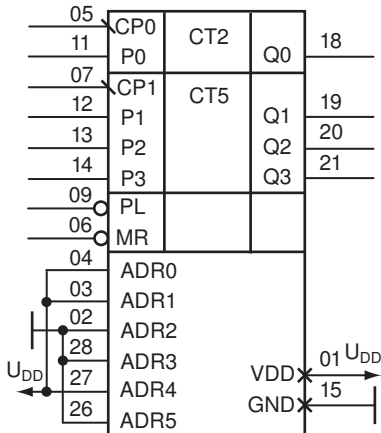 05 CP0 CT2
11 P0 Q0 18
07 CP1 CT5
12 P1 Q1 19
13 P2 Q2 20
14 P3 Q3 21
09 PL
06 MR
04 ADR0
03 ADR1
02 ADR2
28 ADR3
UDD 27 ADR4 VDD 01 UDD
26 ADR5 GND 15